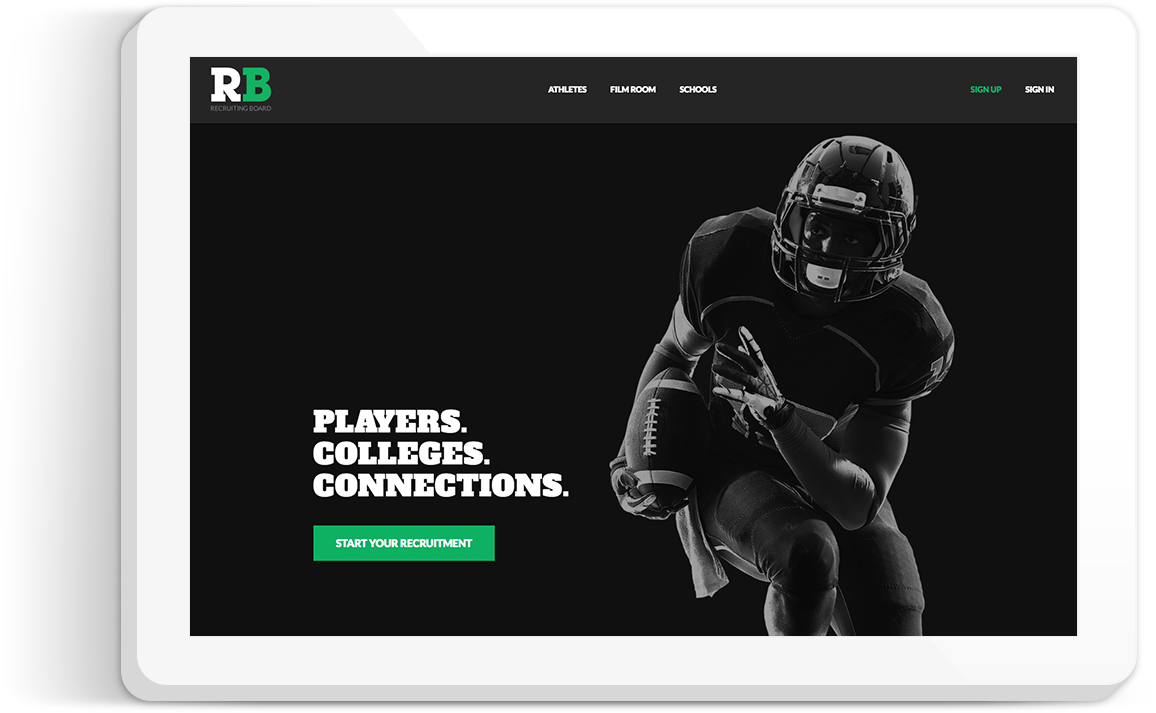 RB
RECRUITING BOARD
ATHLETES
FILM ROOM
SCHOOLS
SIGN UP
SIGN IN
PLAYERS.
COLLEGES.
CONNECTIONS.
START YOUR RECRUITMENT